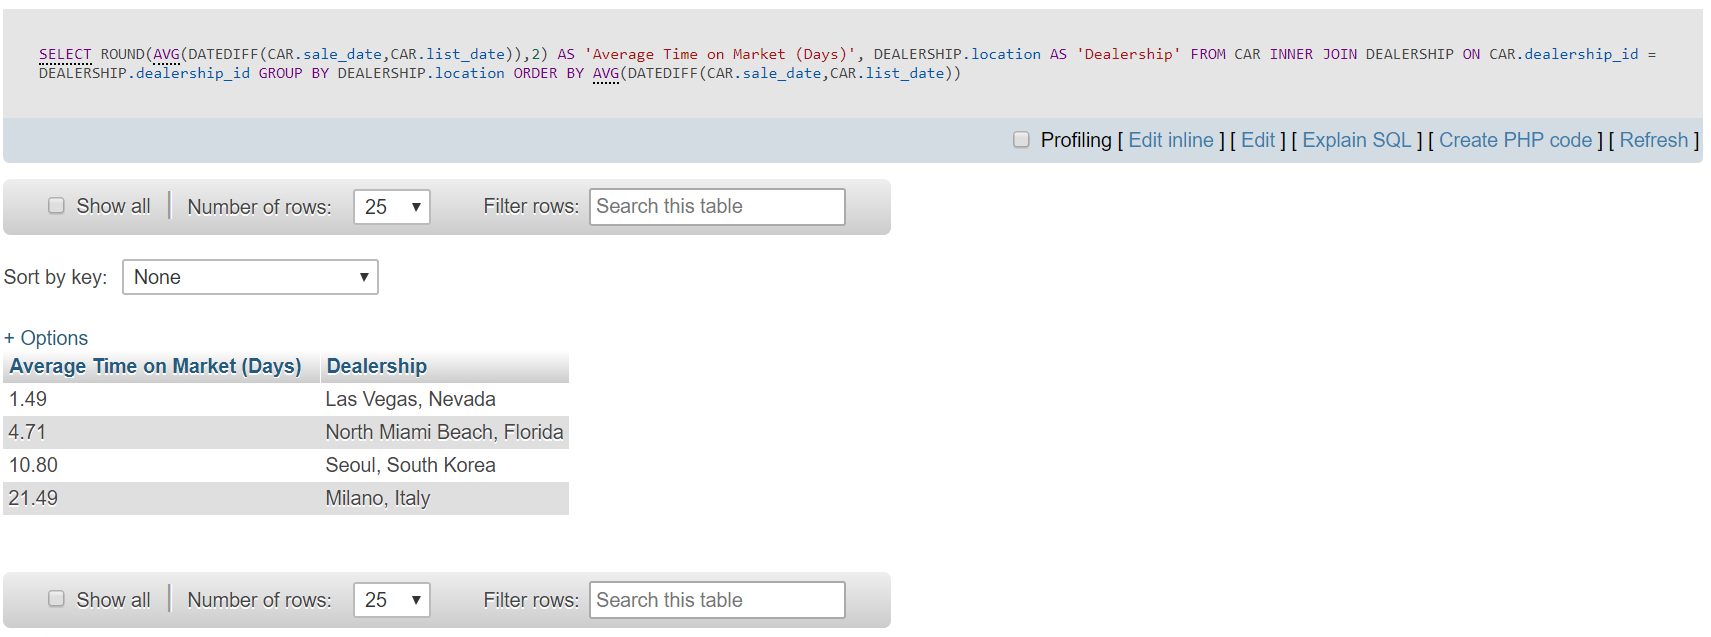 SELECT ROUND(AVG(DATEDIFF(CAR.sale_date,CAR.list_date)),2) AS 'Average Time on Market (Days)', DEALERSHIP.location AS 'Dealership' FROM CAR INNER JOIN DEALERSHIP ON CAR.dealership_id =
DEALERSHIP.dealership_id GROUP BY DEALERSHIP.location ORDER BY AVG(DATEDIFF(CAR.sale_date,CAR.list_date))
Profiling [ Edit inline ] [ Edit ] [ Explain SQL ] [ Create PHP code ] [ Refresh ]
Show all Number of rows: 25 Filter rows: Search this table
Sort by key: None
+ Options
Average Time on Market (Days) Dealership
1.49 Las Vegas, Nevada
4.71 North Miami Beach, Florida
10.80 Seoul, South Korea
21.49 Milano, Italy
Show all Number of rows: 25 Filter rows: Search this table